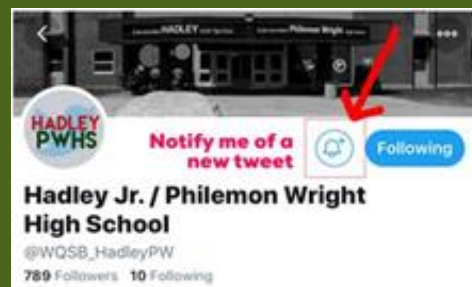 HADLEY Philemon Wright
HADLEY
PWHS
Notify me of a
new tweet
Following
Hadley Jr. / Philemon Wright
High School
@WQSB_HadleyPW
789 Followers 10 Following